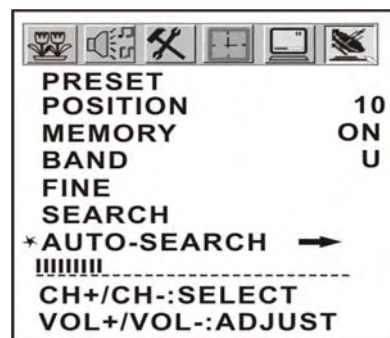 PRESET
POSITION 10
MEMORY ON
BAND U
FINE
SEARCH
*AUTO-SEARCH →
CH+/CH-:SELECT
VOL+/VOL-:ADJUST